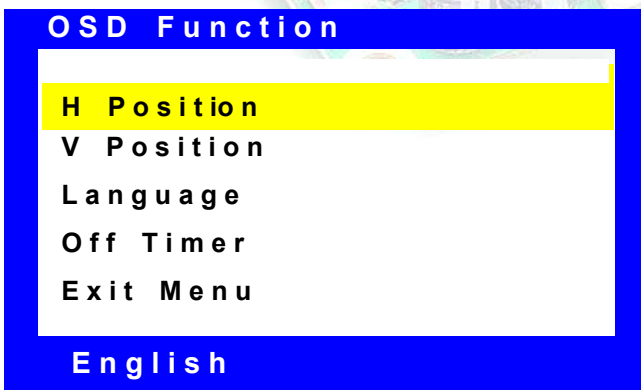 OSD Function
H Position
V Position
Language
Off Timer
Exit Menu
English